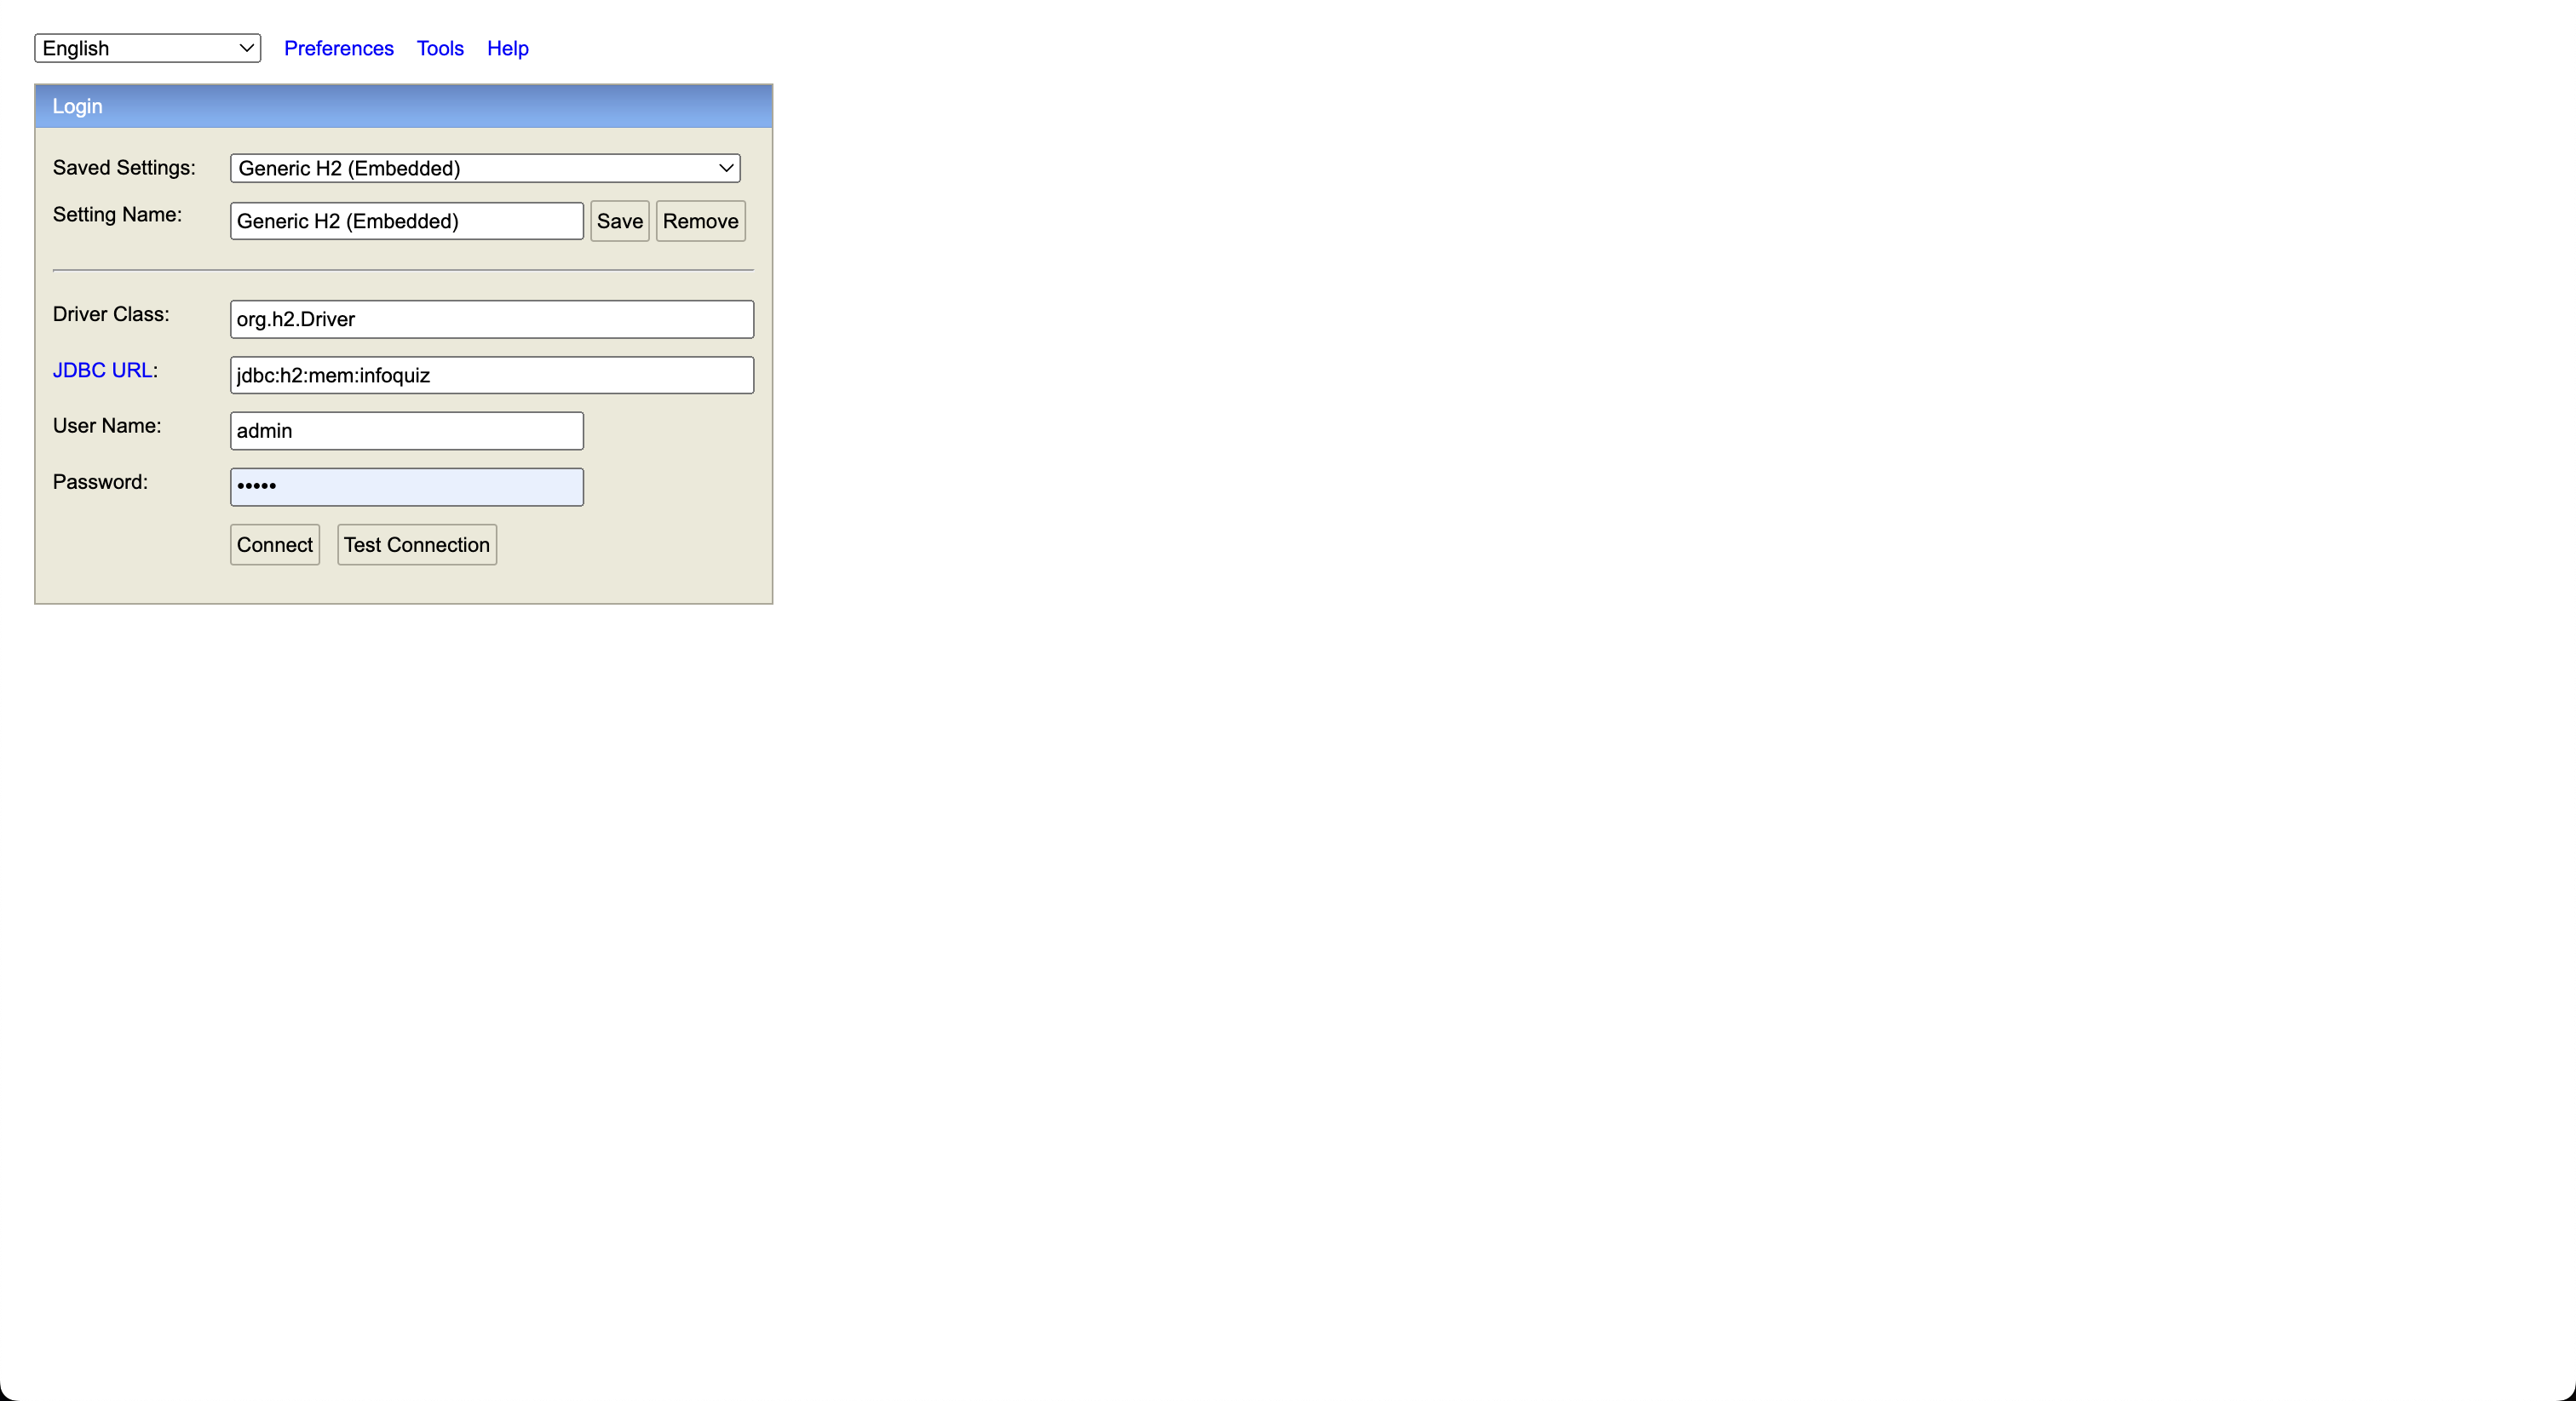 English Preferences Tools Help
Login
Saved Settings: Generic H2 (Embedded)
Setting Name: Generic H2 (Embedded) Save Remove
Driver Class: org.h2.Driver
JDBC URL: jdbc:h2:mem:infoquiz
User Name: admin
Password: •••••
Connect Test Connection